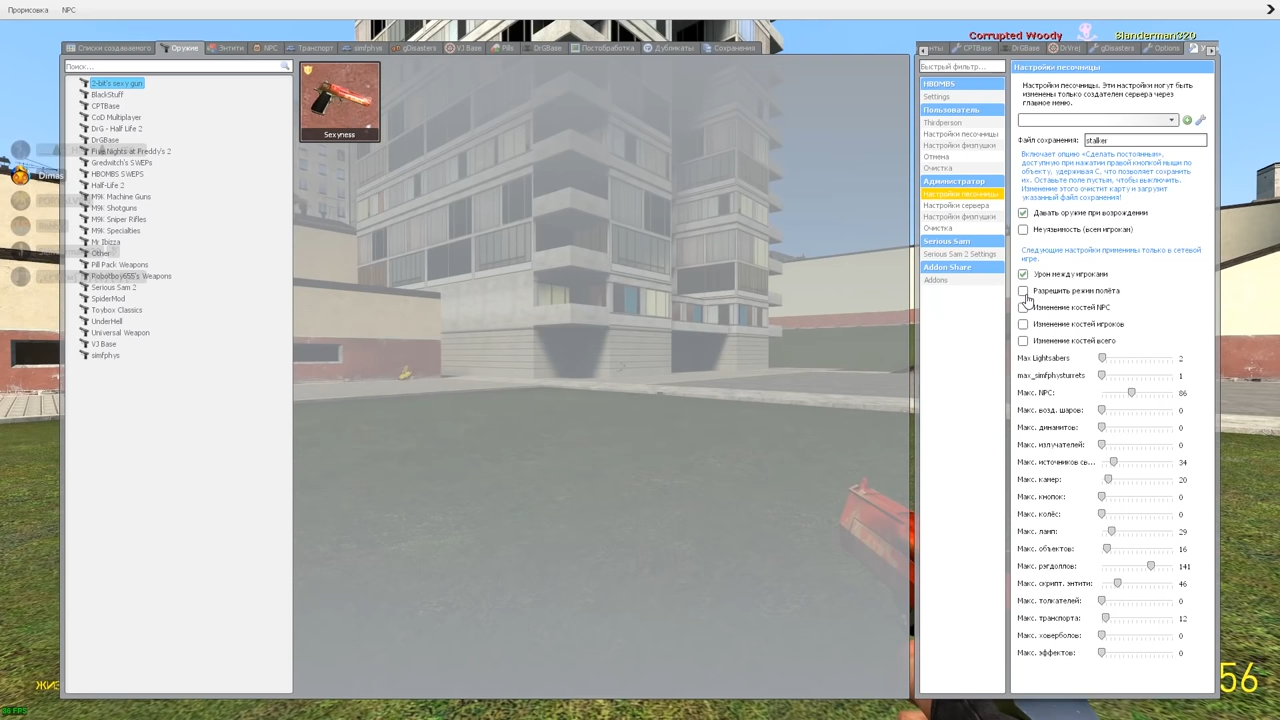 Прорисовка NPC
Corrupted Woody Slanderman320
Списки создаваемого Оружие Энтити NPC Транспорт simfphys gDisasters VJ Base Pills DrGBase Постобработка Дубликаты Сохранения
нты CPTBase DrGBase DrVrej gDisasters Options
Поиск...
2-bit's sexy gun
BlackStuff
CPTBase
CoD Multiplayer
DrG - Half Life 2
DrGBase
Five Nights at Freddy's 2
Gredwitch's SWEPs
HBOMBS SWEPS
Half-Life 2
M9K Machine Guns
M9K Shotguns
M9K Sniper Rifles
M9K Specialties
Mr Ibizza
Other
Pill Pack Weapons
Robotboy655's Weapons
Serious Sam 2
SpiderMod
Toybox Classics
UnderHell
Universal Weapon
VJ Base
simfphys
Dimas
Sexyness
Быстрый фильтр...
HBOMBS
Settings
Пользователь
Thirdperson
Настройки песочницы
Настройки физпушки
Отмена
Очистка
Администратор
Настройки песочницы
Настройки сервера
Настройки физпушки
Очистка
Serious Sam
Serious Sam 2 Settings
Addon Share
Addons
Настройки песочницы
Настройки песочницы. Эти настройки могут быть
изменены только создателем сервера через
главное меню.
Файл сохранения: stalker
Включает опцию «Сделать постоянным»,
доступную при нажатии правой кнопкой мыши по
объекту, удерживая C, что позволяет сохранить
их. Оставьте поле пустым, чтобы выключить.
Изменение этого очистит карту и загрузит
указанный файл сохранения!
Давать оружие при возрождении
Неуязвимость (всем игрокам)
Следующие настройки применимы только в сетевой
игре.
Урон между игроками
Разрешить режим полёта
Изменение костей NPC
Изменение костей игроков
Изменение костей всего
Max Lightsabers 2
max_simfphysturrets 1
Макс. NPC: 86
Макс. возд. шаров: 0
Макс. динамитов: 0
Макс. излучателей: 0
Макс. источников св... 34
Макс. камер: 20
Макс. кнопок: 0
Макс. колёс: 0
Макс. ламп: 29
Макс. объектов: 16
Макс. рэгдоллов: 141
Макс. скрипт. энтити: 46
Макс. толкателей: 0
Макс. транспорта: 12
Макс. ховерболов: 0
Макс. эффектов: 0
56